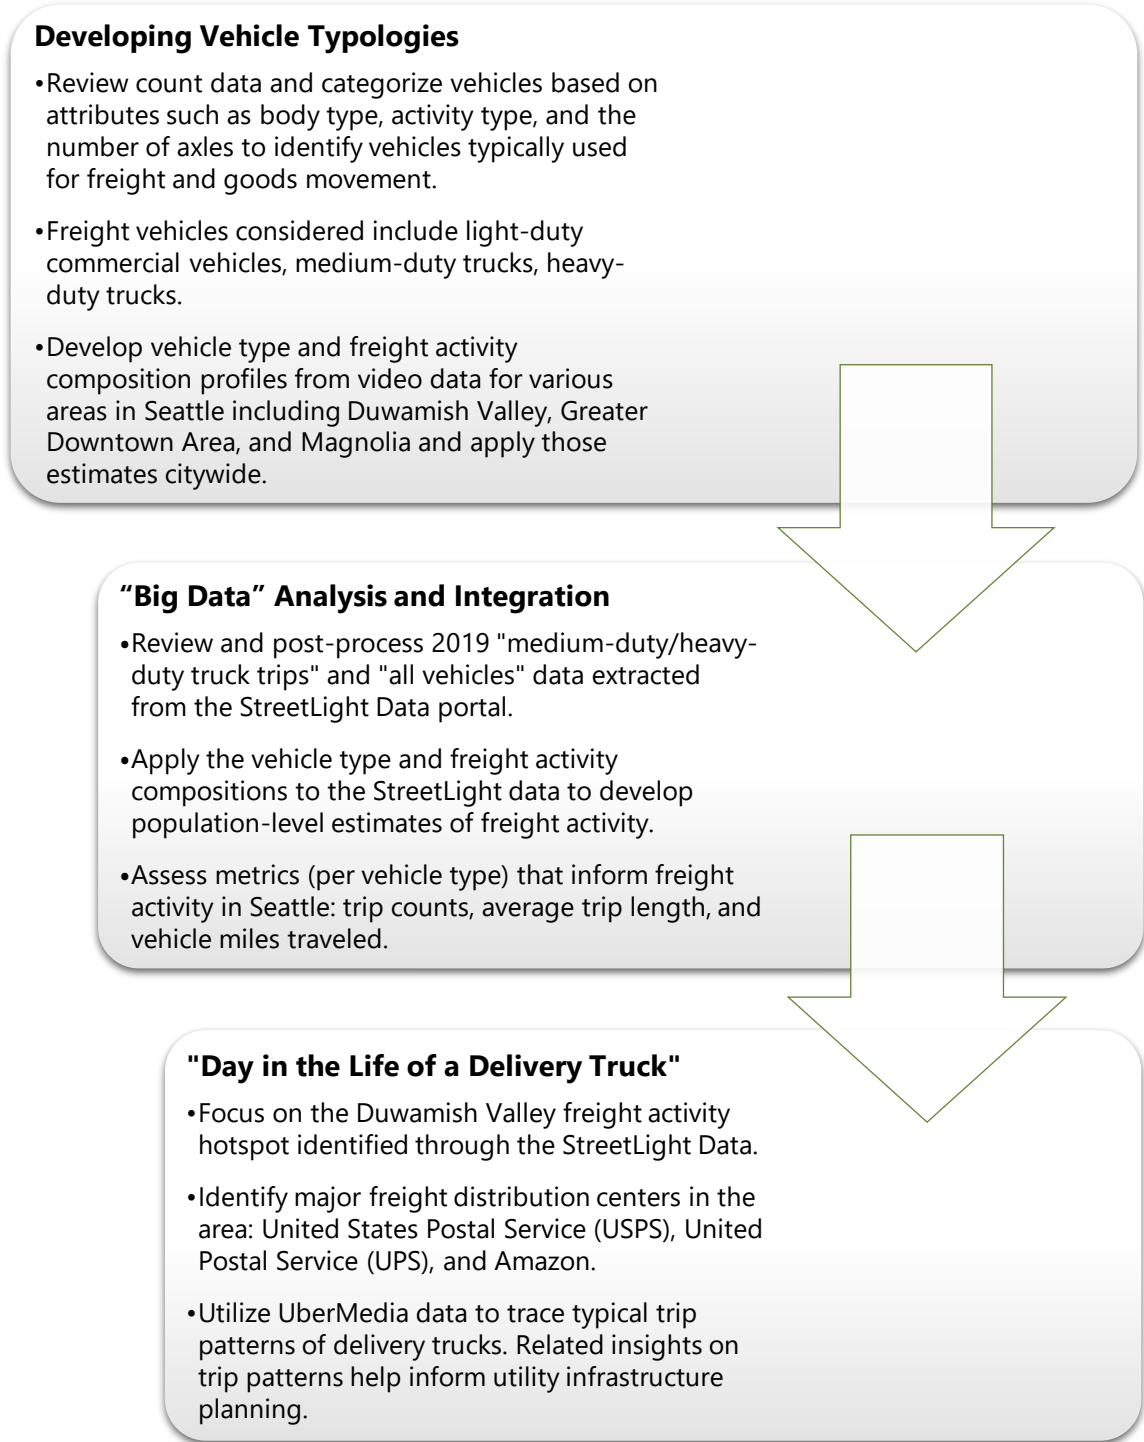 Developing Vehicle Typologies
•Review count data and categorize vehicles based on
attributes such as body type, activity type, and the
number of axles to identify vehicles typically used
for freight and goods movement.
•Freight vehicles considered include light-duty
commercial vehicles, medium-duty trucks, heavy-
duty trucks.
•Develop vehicle type and freight activity
composition profiles from video data for various
areas in Seattle including Duwamish Valley, Greater
Downtown Area, and Magnolia and apply those
estimates citywide.
“Big Data” Analysis and Integration
•Review and post-process 2019 "medium-duty/heavy-
duty truck trips" and "all vehicles" data extracted
from the StreetLight Data portal.
•Apply the vehicle type and freight activity
compositions to the StreetLight data to develop
population-level estimates of freight activity.
•Assess metrics (per vehicle type) that inform freight
activity in Seattle: trip counts, average trip length, and
vehicle miles traveled.
"Day in the Life of a Delivery Truck"
•Focus on the Duwamish Valley freight activity
hotspot identified through the StreetLight Data.
•Identify major freight distribution centers in the
area: United States Postal Service (USPS), United
Postal Service (UPS), and Amazon.
•Utilize UberMedia data to trace typical trip
patterns of delivery trucks. Related insights on
trip patterns help inform utility infrastructure
planning.